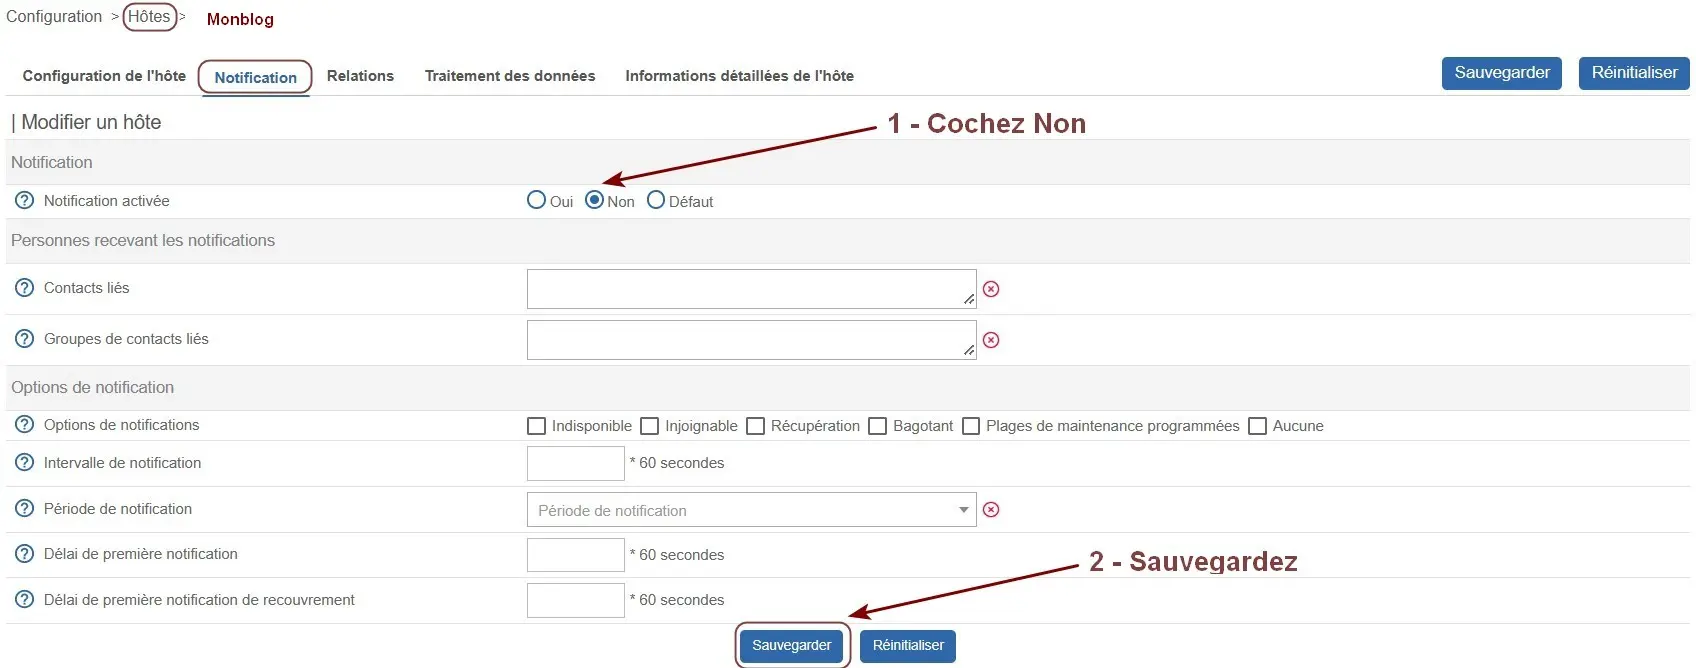 Configuration > Hôtes > Monblog
Configuration de l'hôte Notification Relations Traitement des données Informations détaillées de l'hôte Sauvegarder Réinitialiser
| Modifier un hôte
1 - Cochez Non
Notification
? Notification activée Oui Non Défaut
Personnes recevant les notifications
? Contacts liés
? Groupes de contacts liés
Options de notification
? Options de notifications Indisponible Injoignable Récupération Bagotant Plages de maintenance programmées Aucune
? Intervalle de notification * 60 secondes
? Période de notification Période de notification
? Délai de première notification * 60 secondes
2 - Sauvegardez
? Délai de première notification de recouvrement * 60 secondes
Sauvegarder Réinitialiser